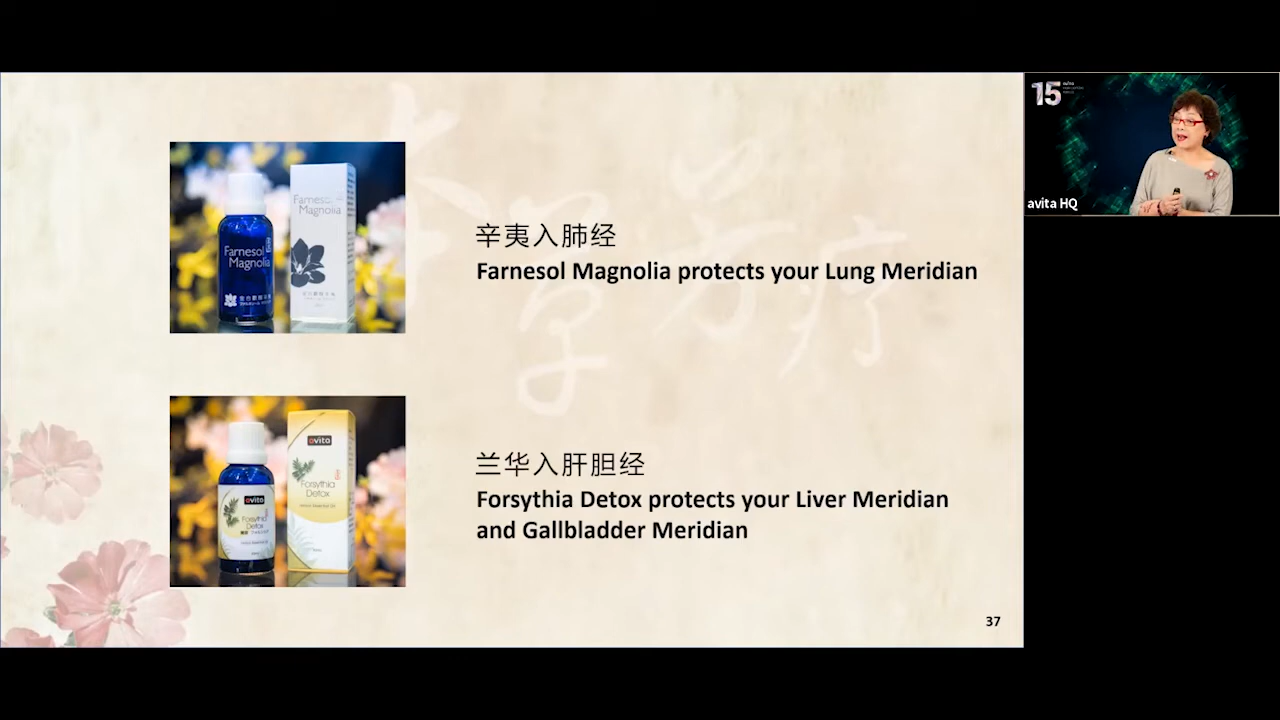 辛夷入肺经
Farnesol Magnolia protects your Lung Meridian
Farnesol
Magnolia
Farnesol
Magnolia
兰华入肝胆经
Forsythia Detox protects your Liver Meridian
and Gallbladder Meridian
avita
Forsythia
Detox
avita
Forsythia
Detox
37
15
avita HQ